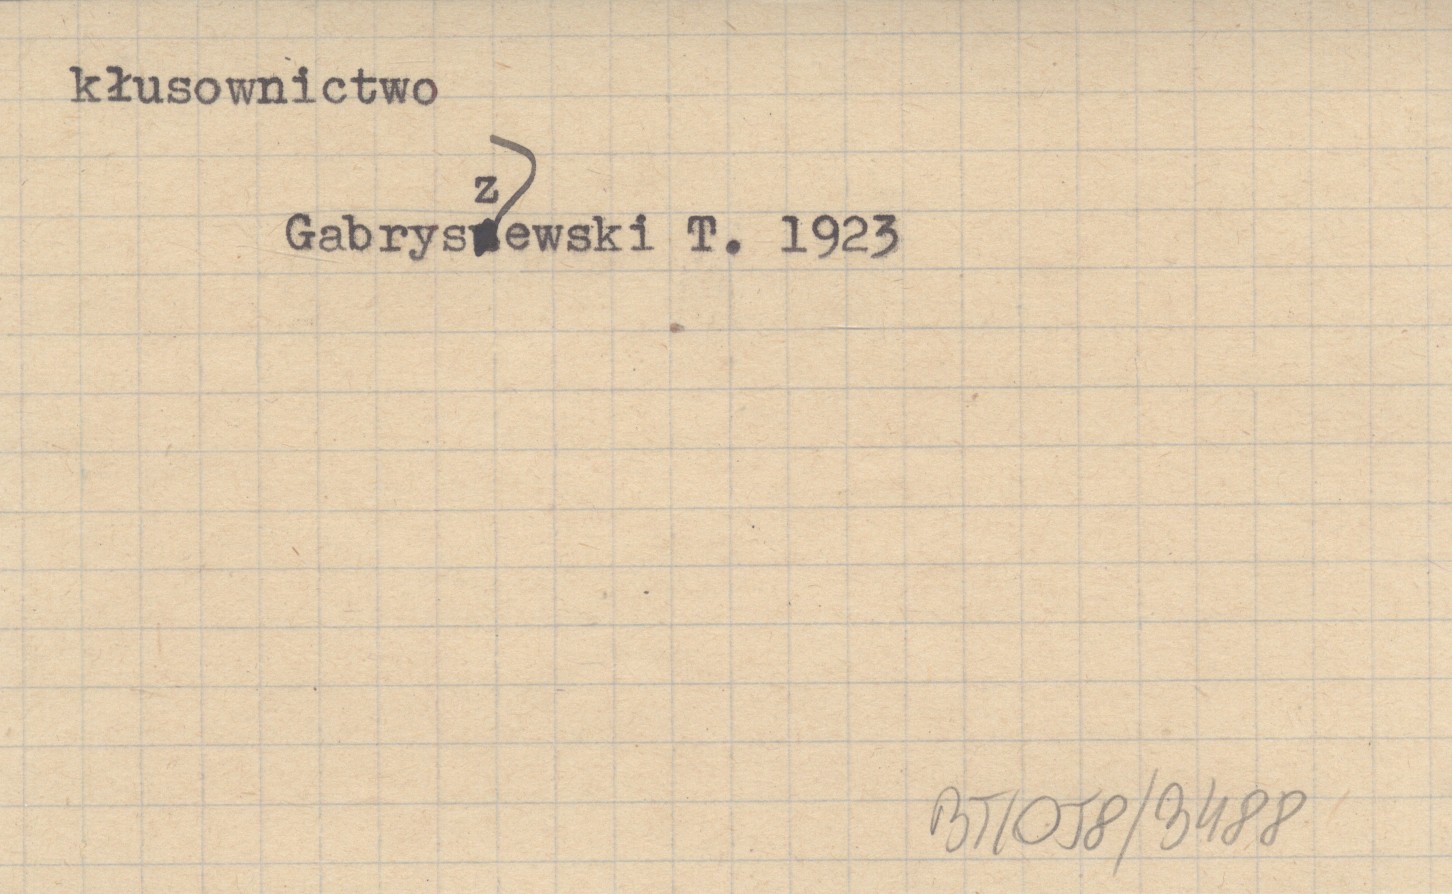 kłusownictwo
Gabryszewski T. 1923
BT/058/3488